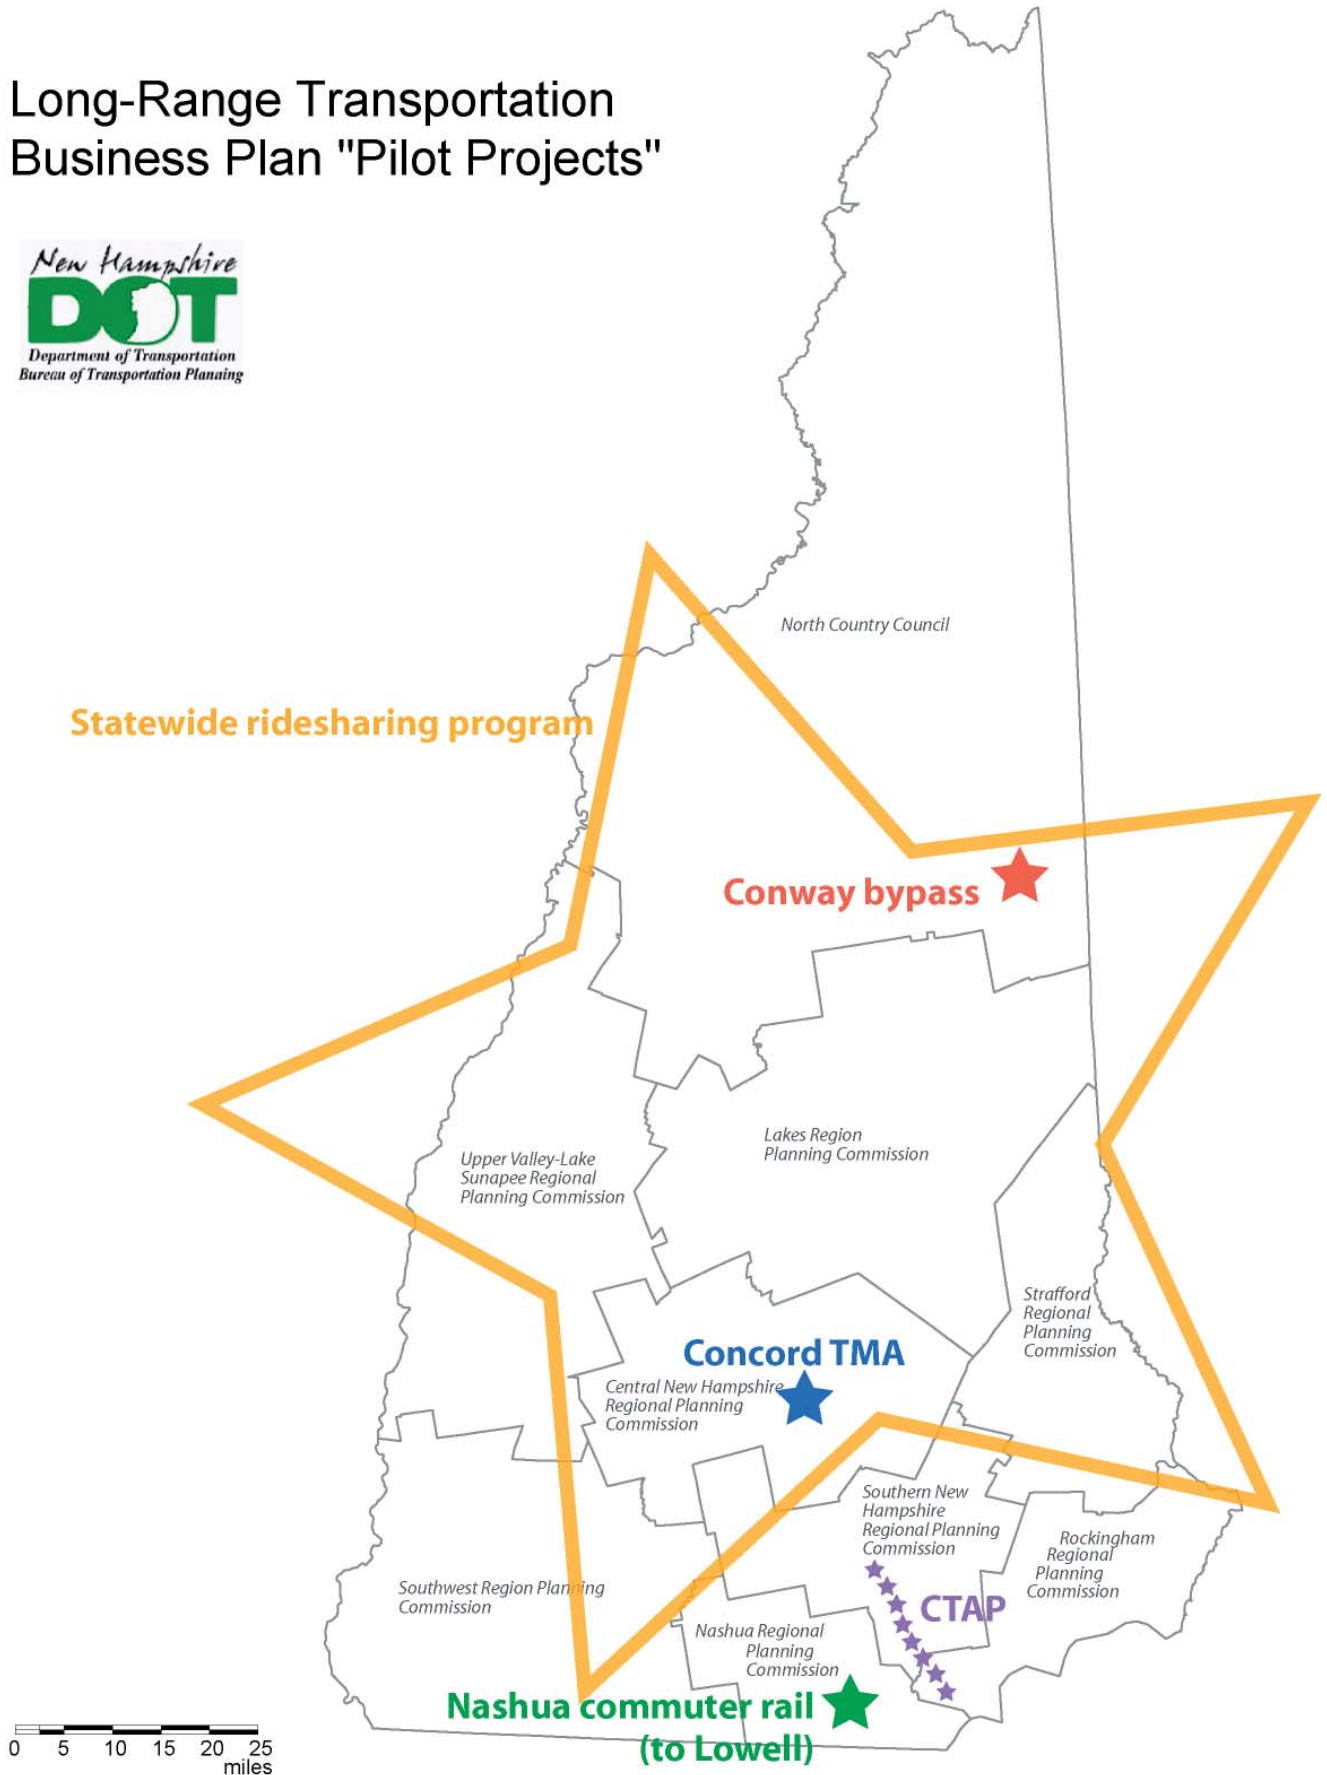 Long-Range Transportation
Business Plan "Pilot Projects"
New Hampshire
DOT
Department of Transportation
Bureau of Transportation Planning
North Country Council
Statewide ridesharing program
Conway bypass
Lakes Region
Planning Commission
Upper Valley-Lake
Sunapee Regional
Planning Commission
Strafford
Regional
Planning
Commission
Concord TMA
Central New Hampshire
Regional Planning
Commission
Southern New
Hampshire
Regional Planning
Commission
Rockingham
Regional
Planning
Commission
Southwest Region Planning
Commission
CTAP
Nashua Regional
Planning
Commission
Nashua commuter rail
(to Lowell)
0 5 10 15 20 25
miles